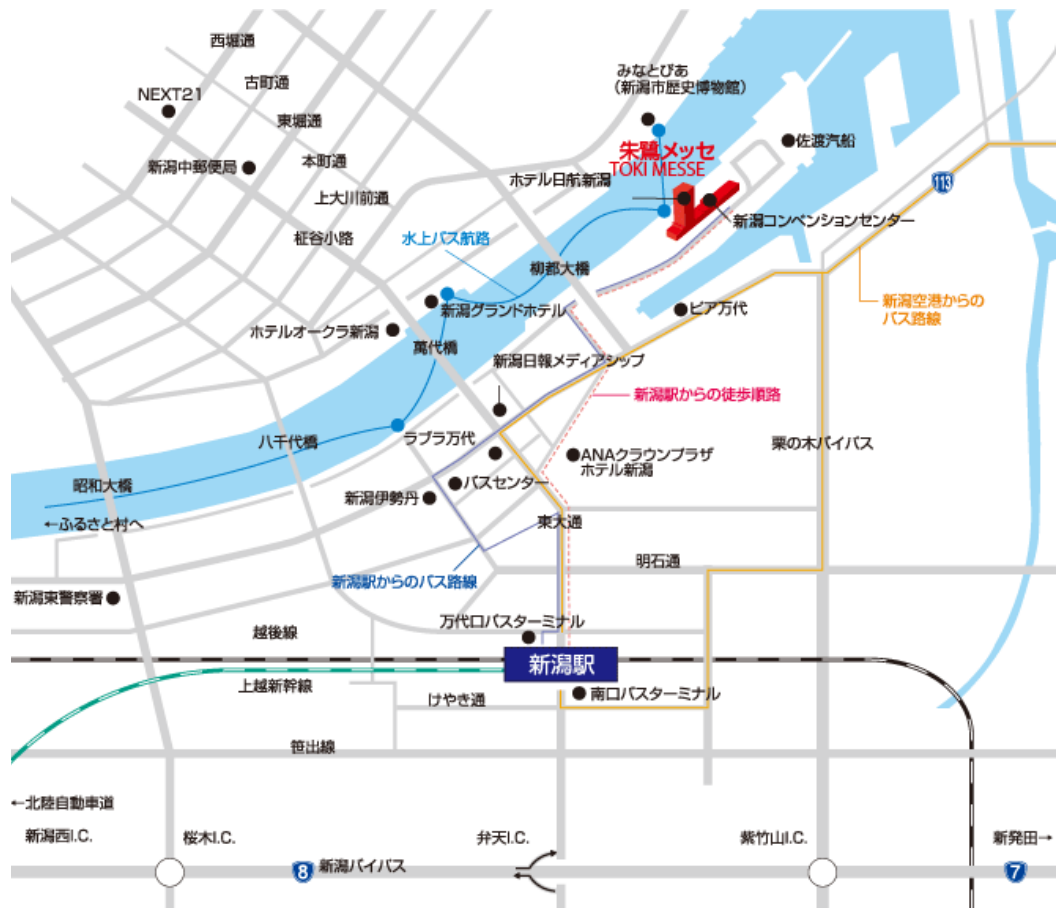 西堀通
古町通
NEXT21
東堀通
新潟中郵便局
本町通
上大川前通
柾谷小路
みなとぴあ
(新潟市歴史博物館)
朱鷺メッセ
TOKI MESSE
佐渡汽船
ホテル日航新潟
新潟コンベンションセンター
113
水上バス航路
柳都大橋
新潟グランドホテル
ホテルオークラ新潟
萬代橋
ピア万代
新潟空港からの
バス路線
新潟日報メディアシップ
新潟駅からの徒歩順路
八千代橋
ラブラ万代
ANAクラウンプラザ
ホテル新潟
栗の木バイパス
昭和大橋
新潟伊勢丹
バスセンター
←ふるさと村へ
東大通
新潟駅からのバス路線
明石通
新潟東警察署
万代口バスターミナル
越後線
新潟駅
上越新幹線
けやき通
南口バスターミナル
笹出線
←北陸自動車道
新潟西I.C.
桜木I.C.
弁天I.C.
紫竹山I.C.
新発田→
8
新潟バイパス
7